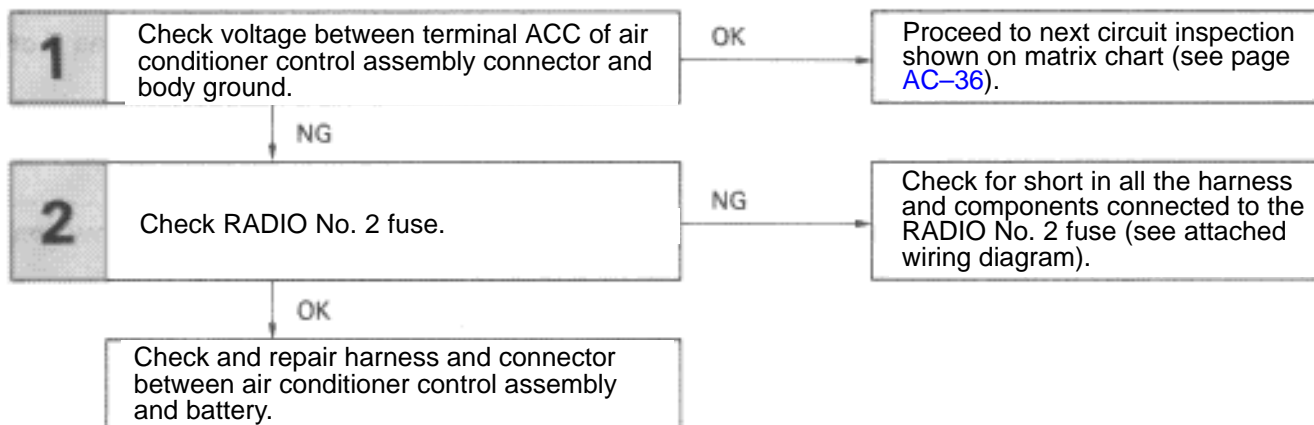 1
Check voltage between terminal ACC of air
conditioner control assembly connector and
body ground.
OK
Proceed to next circuit inspection
shown on matrix chart (see page
AC–36).
NG
2
Check RADIO No. 2 fuse.
NG
Check for short in all the harness
and components connected to the
RADIO No. 2 fuse (see attached
wiring diagram).
OK
Check and repair harness and connector
between air conditioner control assembly
and battery.